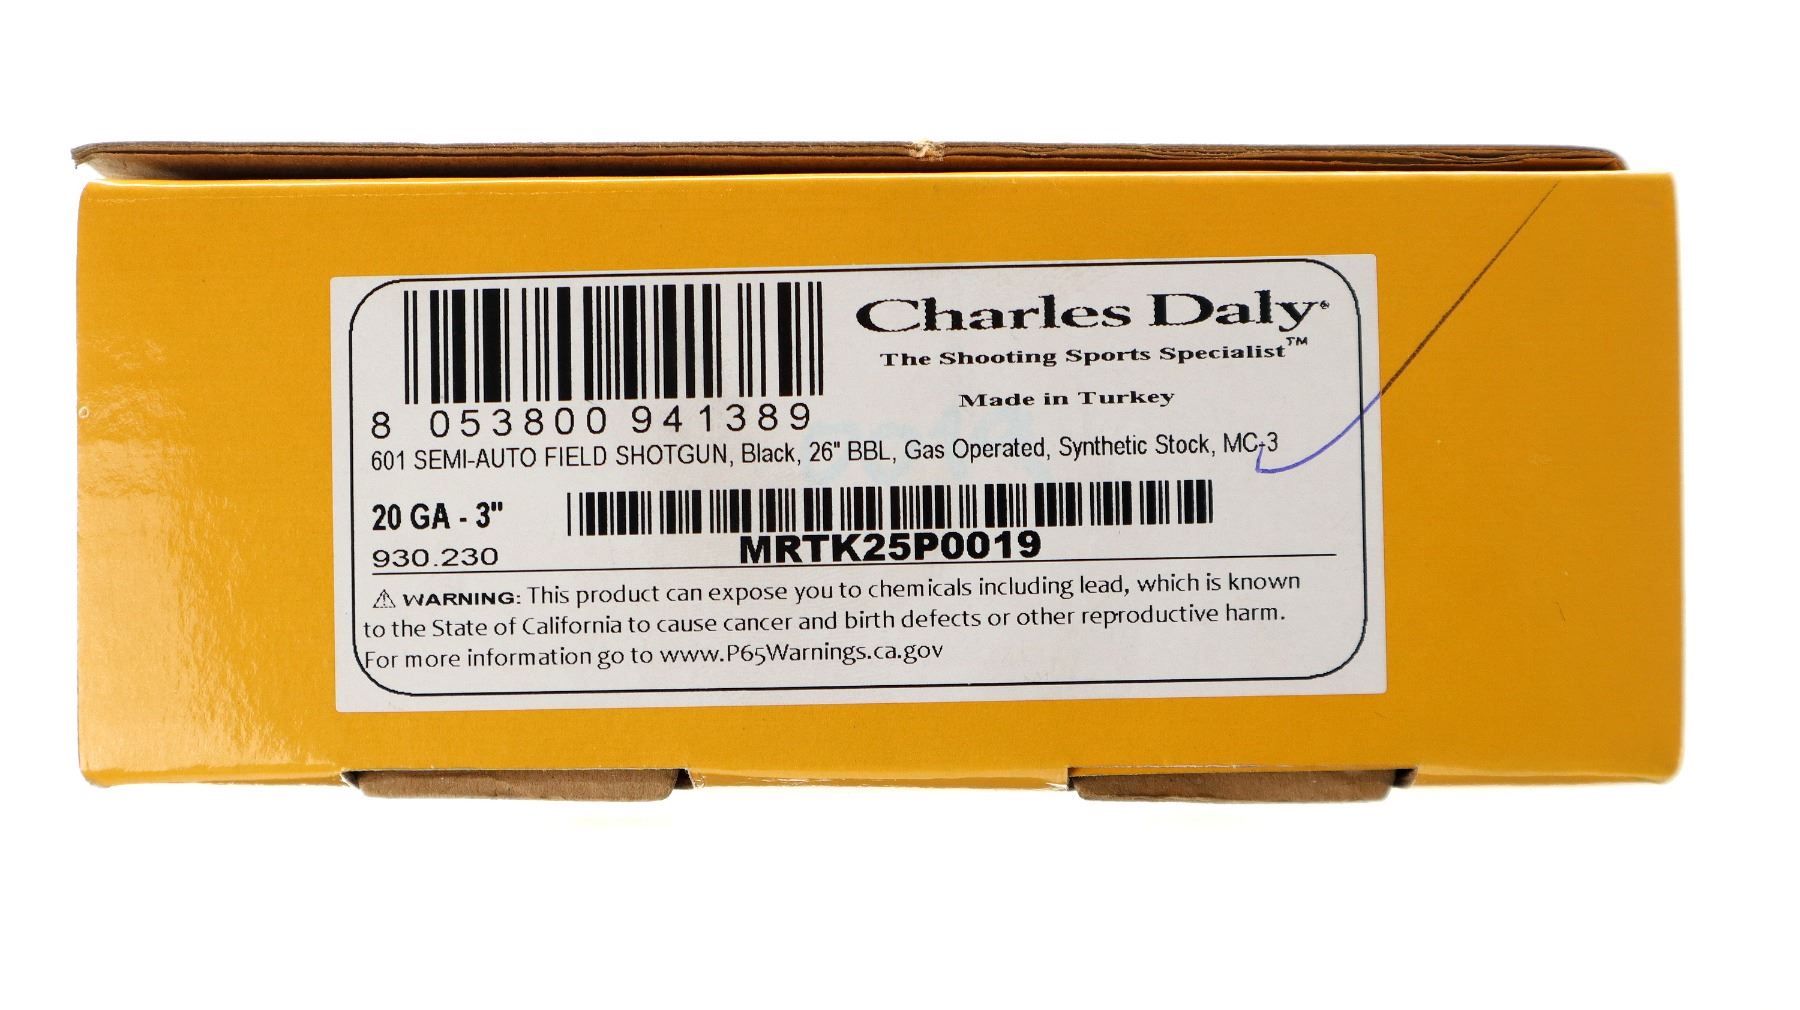 Charles Daly®
The Shooting Sports Specialist™
Made in Turkey
8 053800 941389
601 SEMI-AUTO FIELD SHOTGUN, Black, 26" BBL, Gas Operated, Synthetic Stock, MC-3
20 GA - 3"
930.230
MRTK25P0019
⚠ WARNING: This product can expose you to chemicals including lead, which is known
to the State of California to cause cancer and birth defects or other reproductive harm.
For more information go to www.P65Warnings.ca.gov